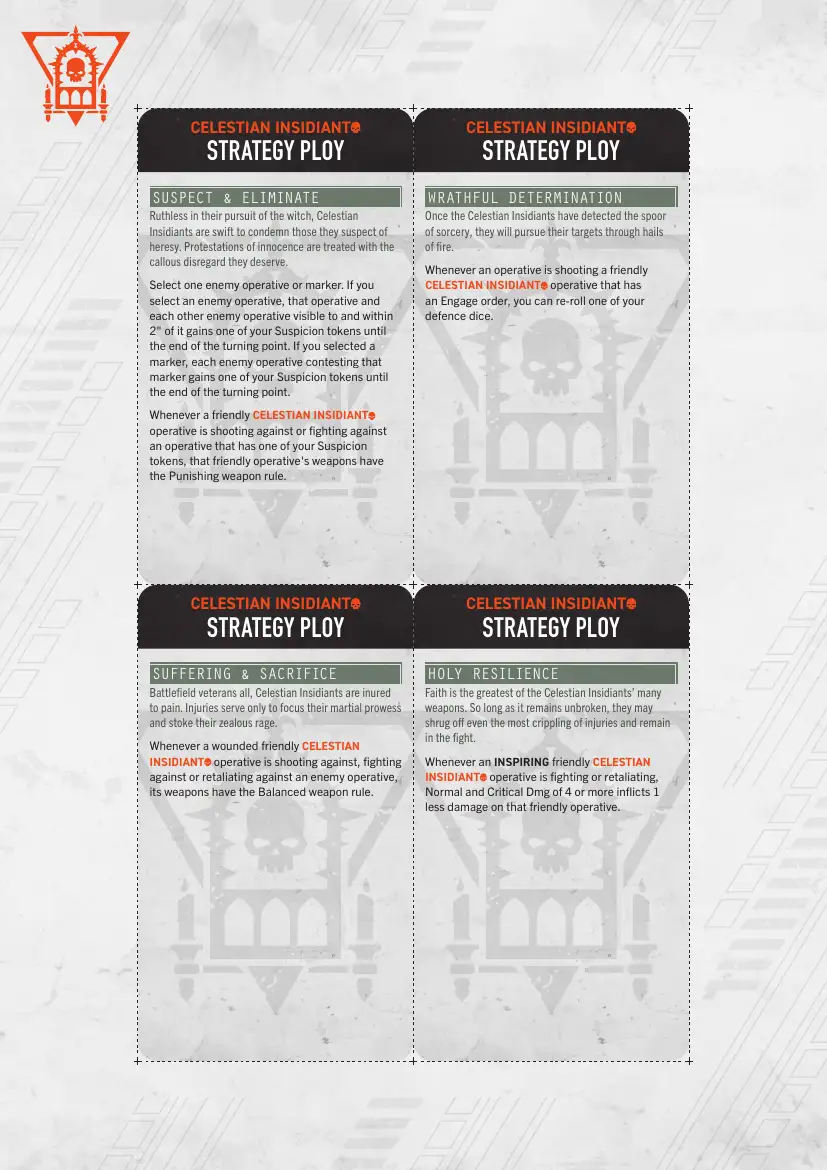 CELESTIAN INSIDIANT
STRATEGY PLOY
SUSPECT & ELIMINATE
Ruthless in their pursuit of the witch, Celestian
Insidiants are swift to condemn those they suspect of
heresy. Protestations of innocence are treated with the
callous disregard they deserve.
Select one enemy operative or marker. If you
select an enemy operative, that operative and
each other enemy operative visible to and within
2" of it gains one of your Suspicion tokens until
the end of the turning point. If you selected a
marker, each enemy operative contesting that
marker gains one of your Suspicion tokens until
the end of the turning point.
Whenever a friendly CELESTIAN INSIDIANT
operative is shooting against or fighting against
an operative that has one of your Suspicion
tokens, that friendly operative's weapons have
the Punishing weapon rule.
CELESTIAN INSIDIANT
STRATEGY PLOY
WRATHFUL DETERMINATION
Once the Celestian Insidiants have detected the spoor
of sorcery, they will pursue their targets through hails
of fire.
Whenever an operative is shooting a friendly
CELESTIAN INSIDIANT operative that has
an Engage order, you can re-roll one of your
defence dice.
CELESTIAN INSIDIANT
STRATEGY PLOY
SUFFERING & SACRIFICE
Battlefield veterans all, Celestian Insidiants are inured
to pain. Injuries serve only to focus their martial prowess
and stoke their zealous rage.
Whenever a wounded friendly CELESTIAN
INSIDIANT operative is shooting against, fighting
against or retaliating against an enemy operative,
its weapons have the Balanced weapon rule.
CELESTIAN INSIDIANT
STRATEGY PLOY
HOLY RESILIENCE
Faith is the greatest of the Celestian Insidiants' many
weapons. So long as it remains unbroken, they may
shrug off even the most crippling of injuries and remain
in the fight.
Whenever an INSPIRING friendly CELESTIAN
INSIDIANT operative is fighting or retaliating,
Normal and Critical Dmg of 4 or more inflicts 1
less damage on that friendly operative.